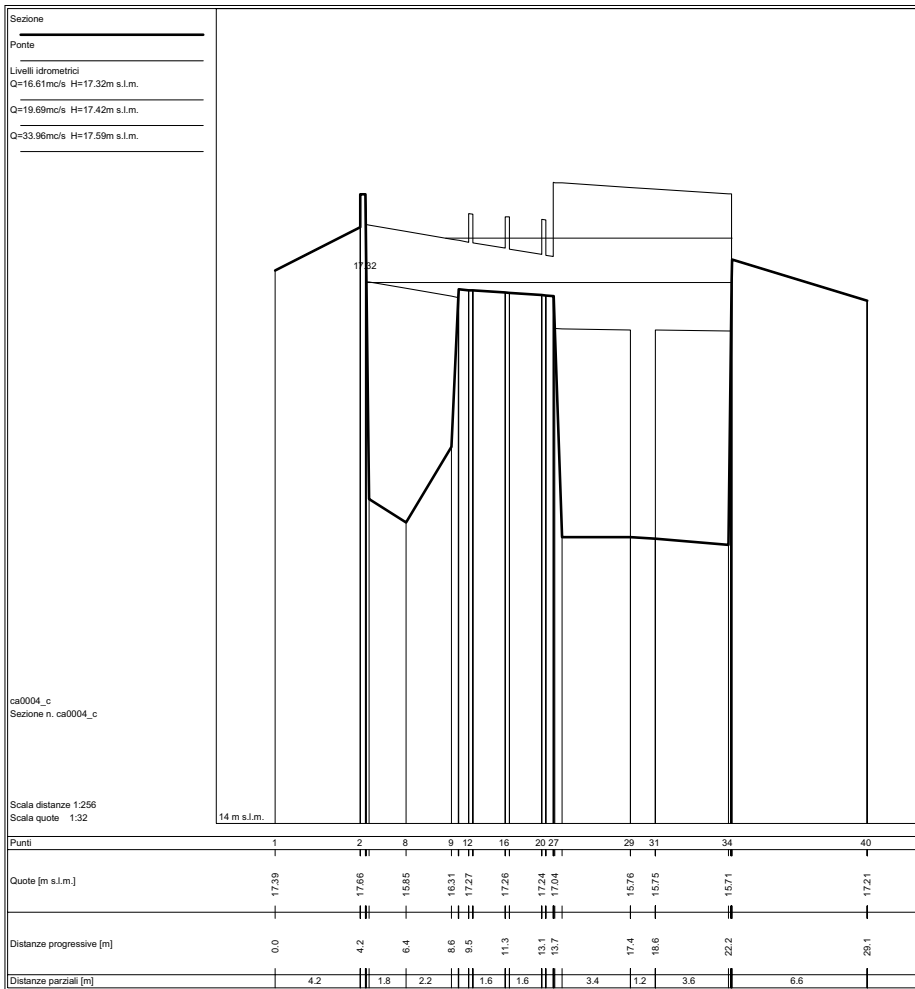 Sezione
Ponte
Livelli idrometrici
Q=16.61mc/s H=17.32m s.l.m.
Q=19.69mc/s H=17.42m s.l.m.
Q=33.96mc/s H=17.59m s.l.m.
17.32
ca0004_c
Sezione n. ca0004_c
Scala distanze 1:256
Scala quote 1:32
14 m s.l.m.
Punti 1 2 8 9 12 16 20 27 29 31 34 40
Quote [m s.l.m.] 17.39 17.66 15.85 16.31 17.27 17.26 17.24 17.04 15.76 15.75 15.71 17.21
Distanze progressive [m] 0.0 4.2 6.4 8.6 9.5 11.3 13.1 13.7 17.4 18.6 22.2 29.1
Distanze parziali [m] 4.2 1.8 2.2 1.6 1.6 3.4 1.2 3.6 6.6